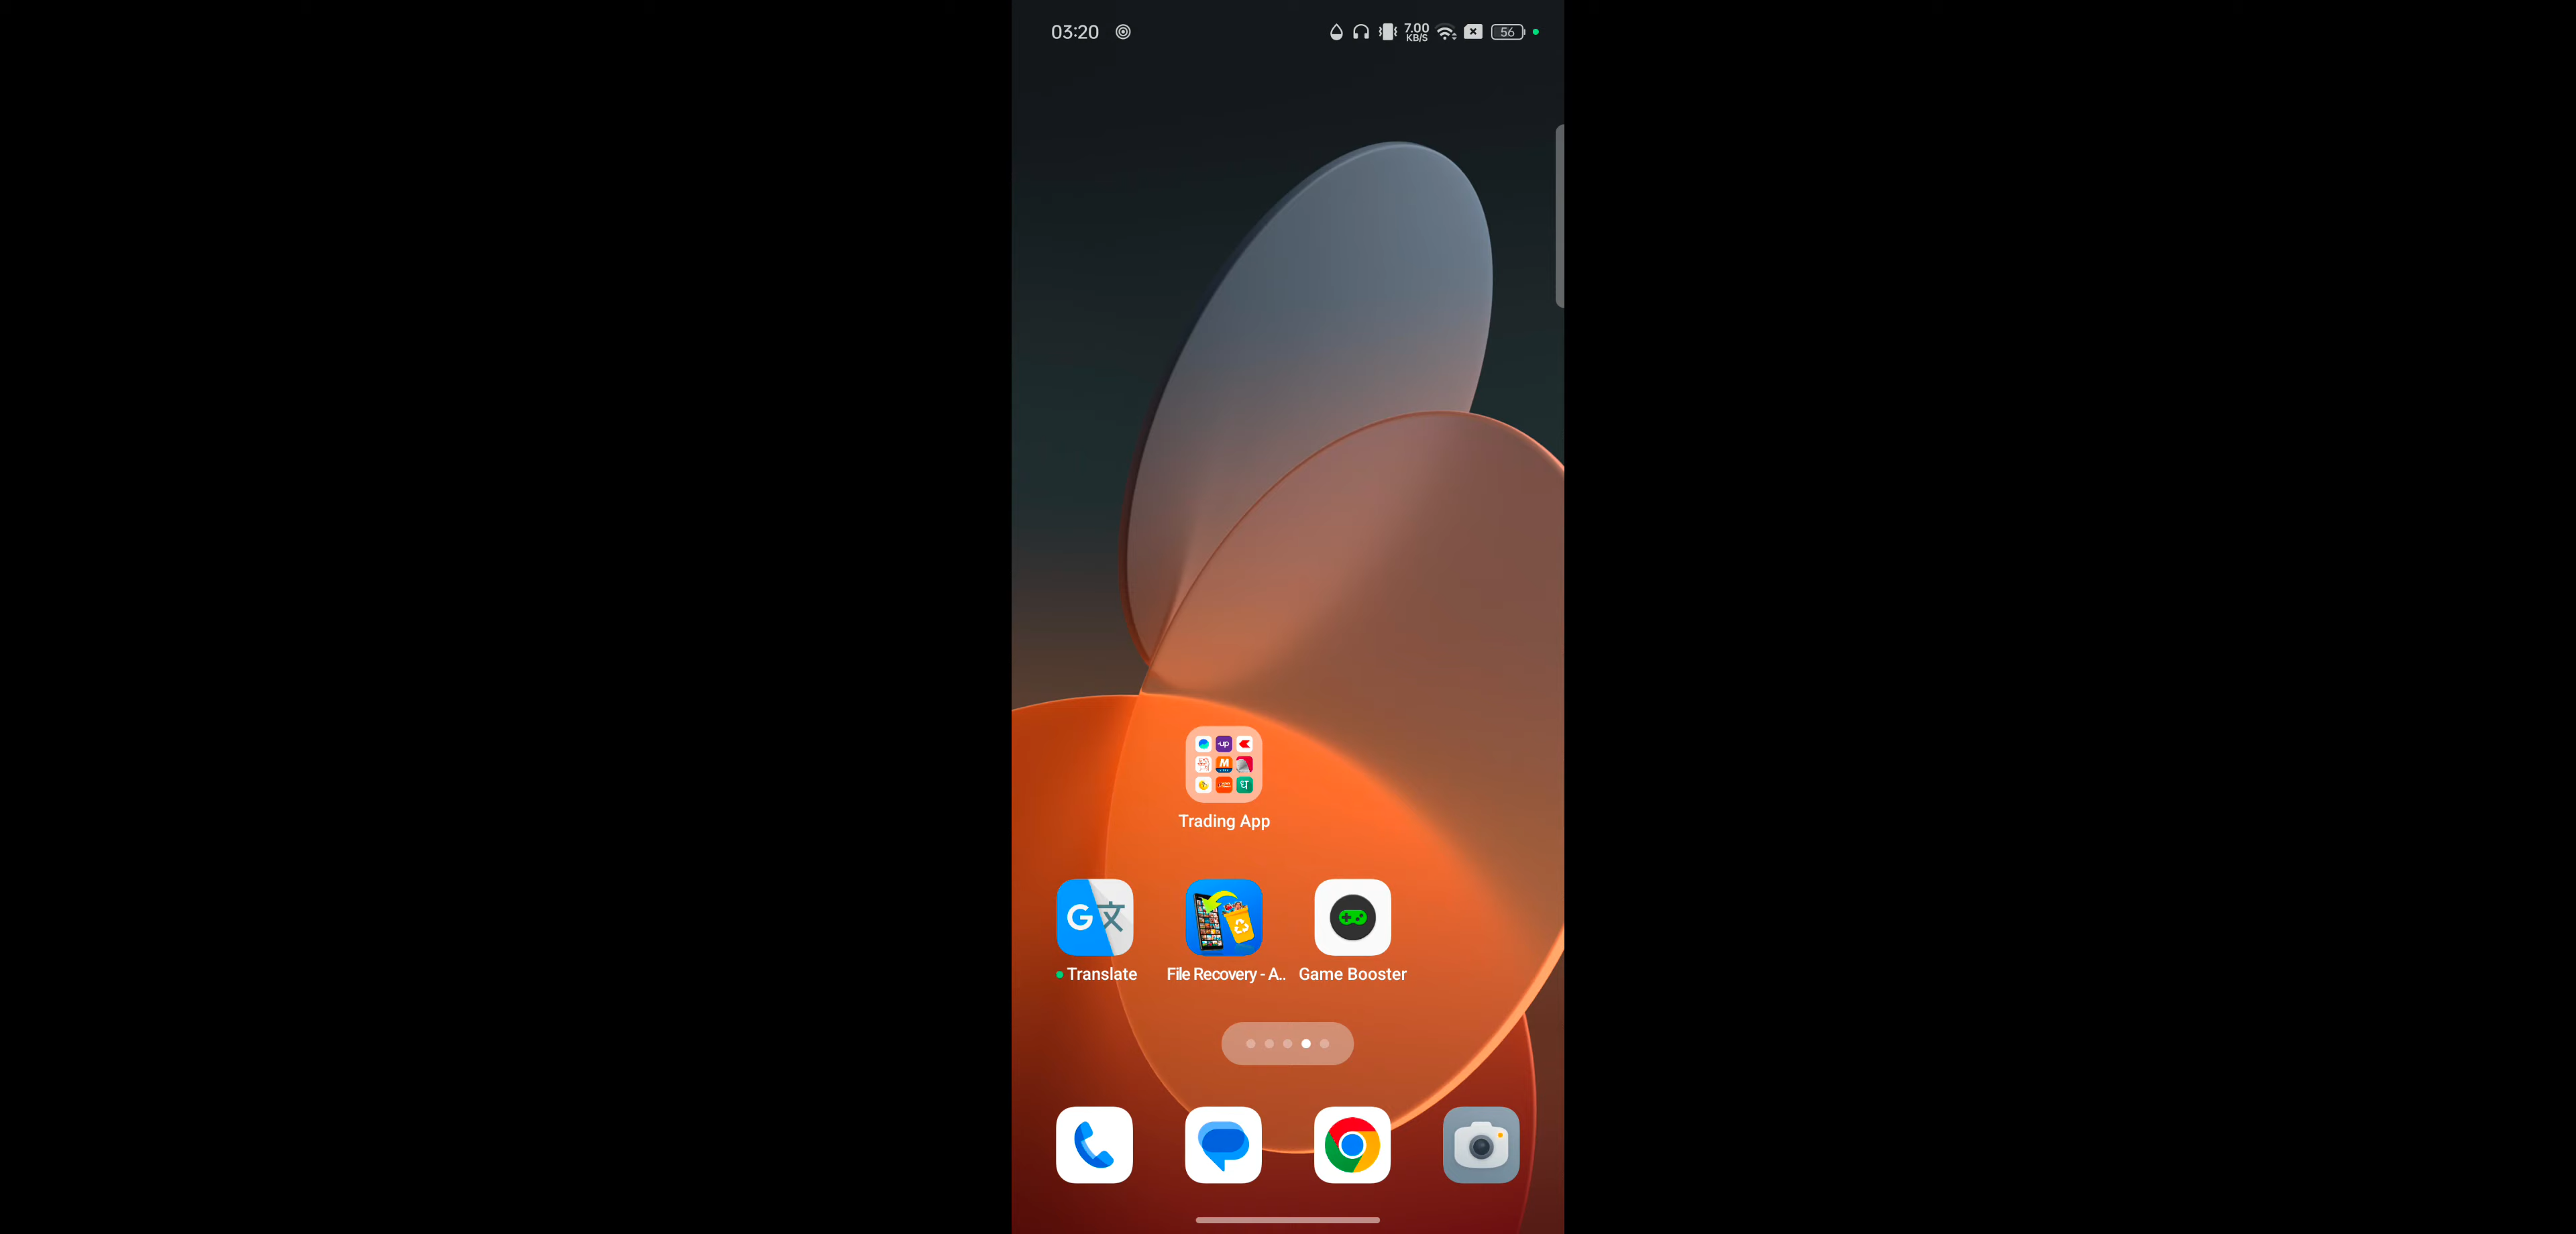 03:20
7.00
KB/S
56
Trading App
Translate
File Recovery - A..
Game Booster